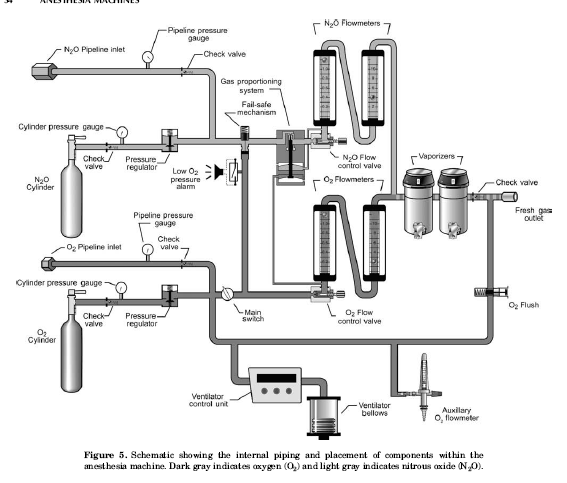 34 ANESTHESIA MACHINES
N₂O Flowmeters
Pipeline pressure
gauge
N₂O Pipeline inlet
Check valve
Gas proportioning
system
Fail-safe
mechanism
Cylinder pressure gauge
Check
valve
Pressure
regulator
N₂O
Cylinder
Low O₂
pressure
alarm
N₂O Flow
control valve
O₂ Flowmeters
Vaporizers
Check valve
Fresh gas
outlet
Pipeline pressure
gauge
O₂ Pipeline inlet
Check
valve
Cylinder pressure gauge
Check
valve
Pressure
regulator
O₂
Cylinder
Main
switch
O₂ Flow
control valve
O₂ Flush
Ventilator
control unit
Ventilator
bellows
Auxillary
O₂ flowmeter
Figure 5. Schematic showing the internal piping and placement of components within the
anesthesia machine. Dark gray indicates oxygen (O₂) and light gray indicates nitrous oxide (N₂O).